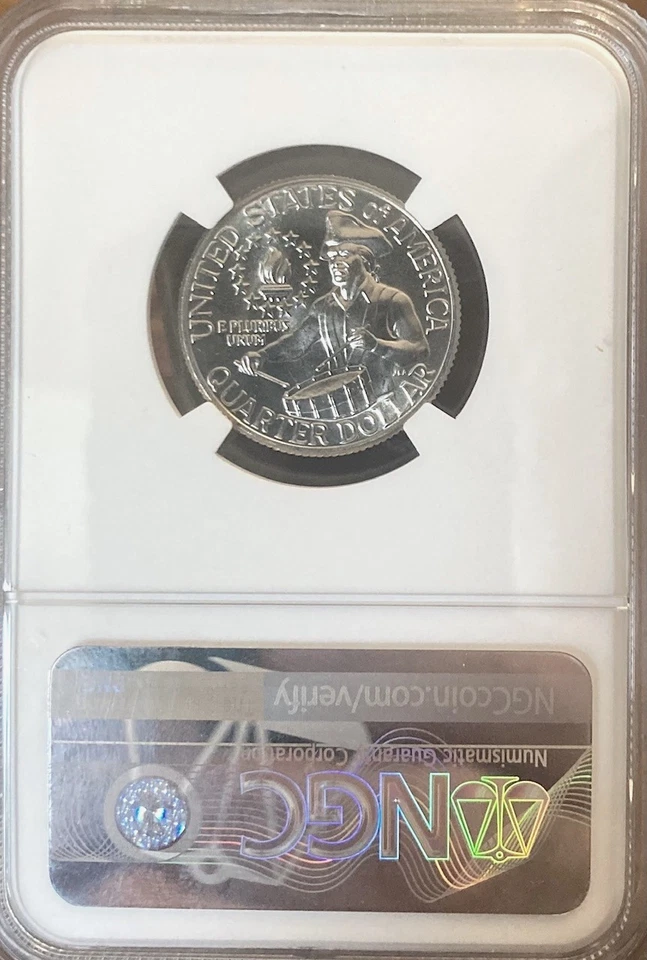 UNITED STATES OF AMERICA
E PLURIBUS
UNUM
QUARTER DOLLAR
NGCcoin.com/verify
Numismatic Guaranty Corporation
NGC